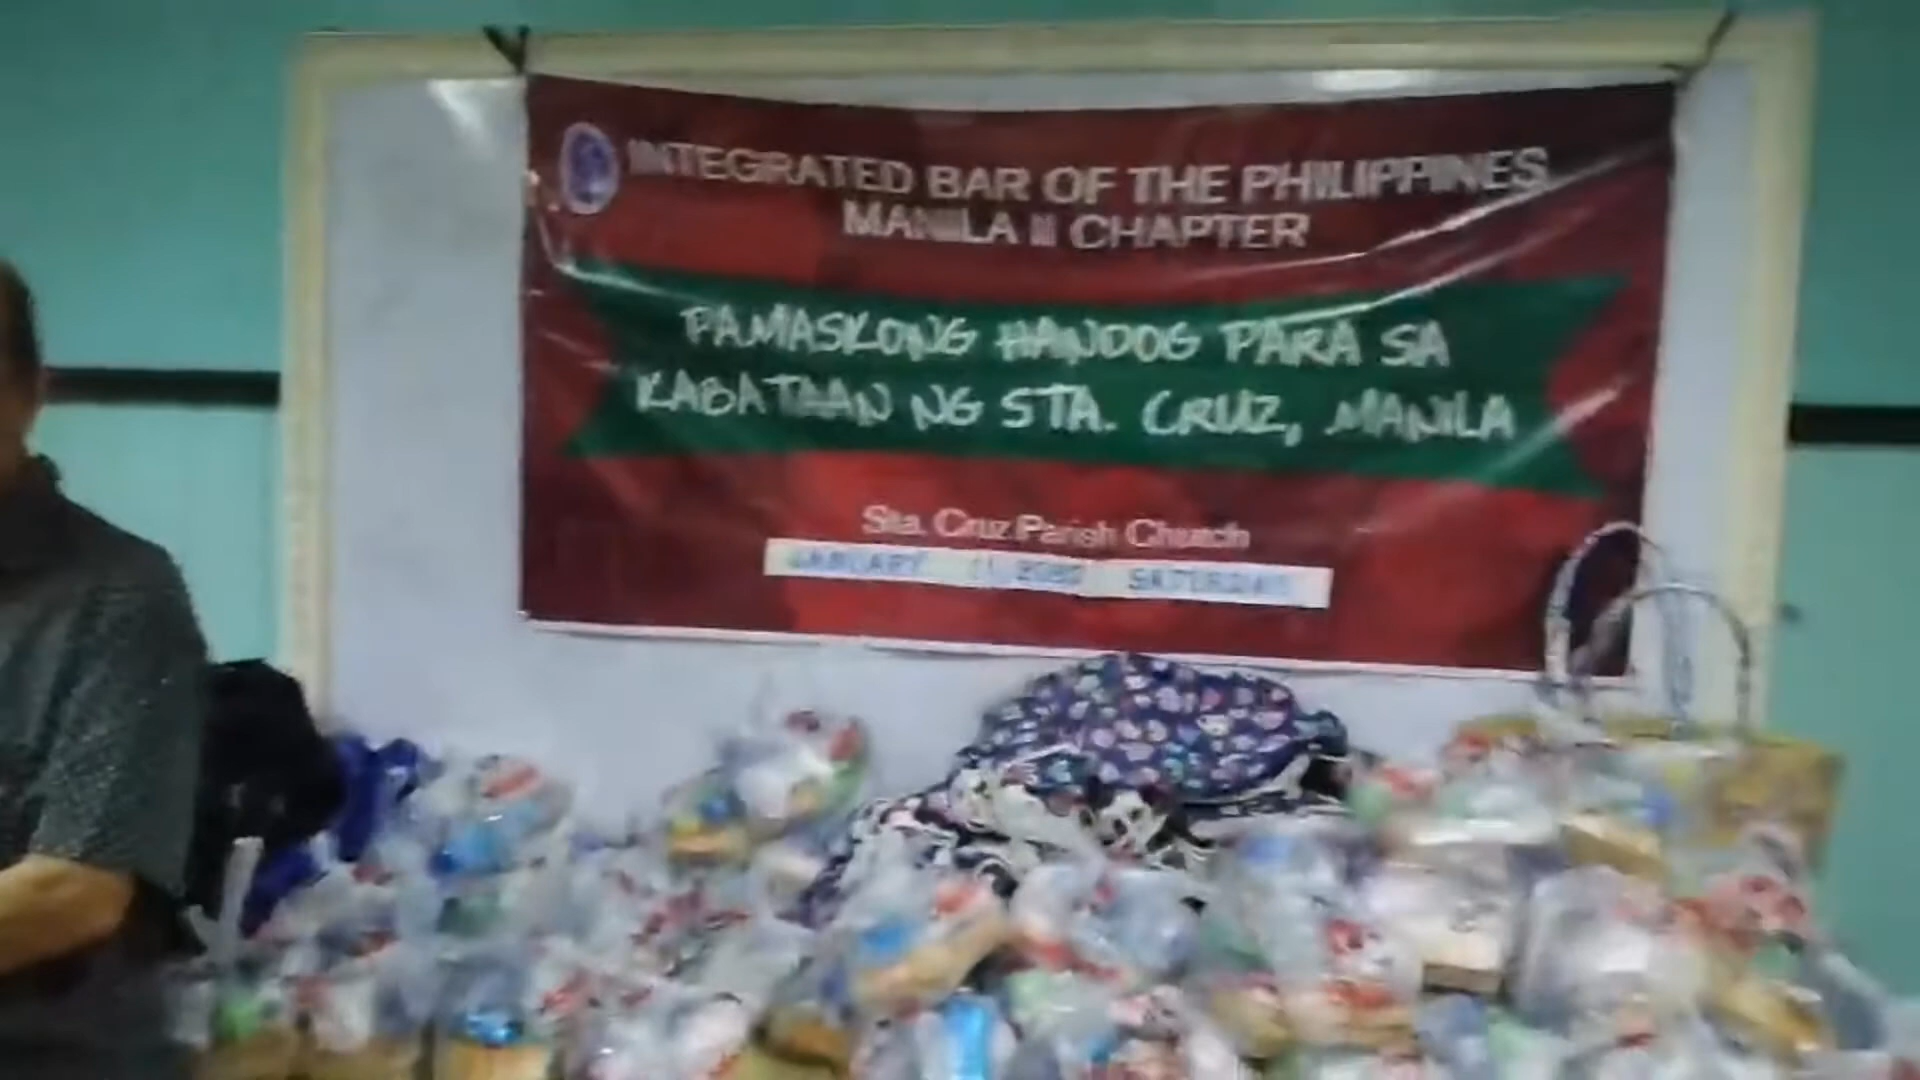 INTEGRATED BAR OF THE PHILIPPINES
MANILA II CHAPTER
PAMASKONG HANDOG PARA SA
KABATAAN NG STA. CRUZ, MANILA
Sta. Cruz Parish Church
JANUARY 11, SATURDAY